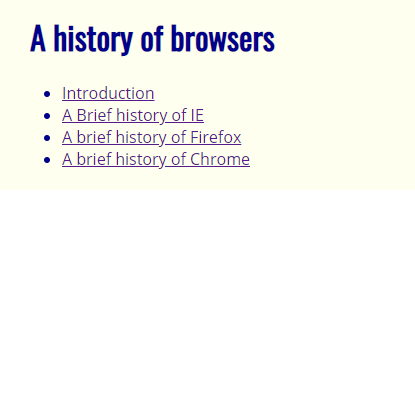 A history of browsers
Introduction
A Brief history of IE
A brief history of Firefox
A brief history of Chrome